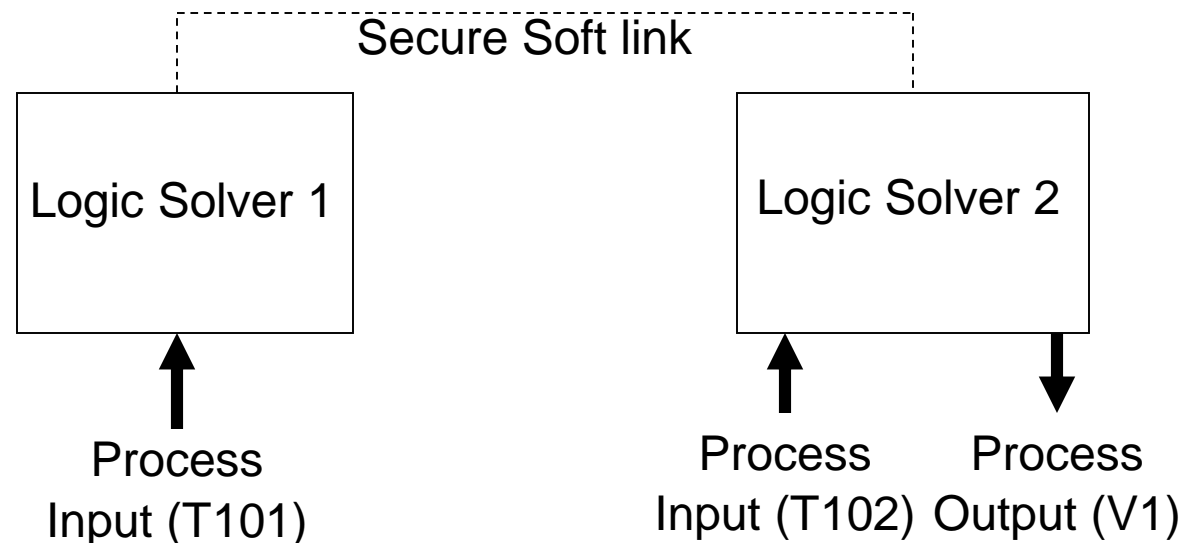 Secure Soft link
Logic Solver 1
Logic Solver 2
Process
Input (T101)
Process
Input (T102)
Process
Output (V1)